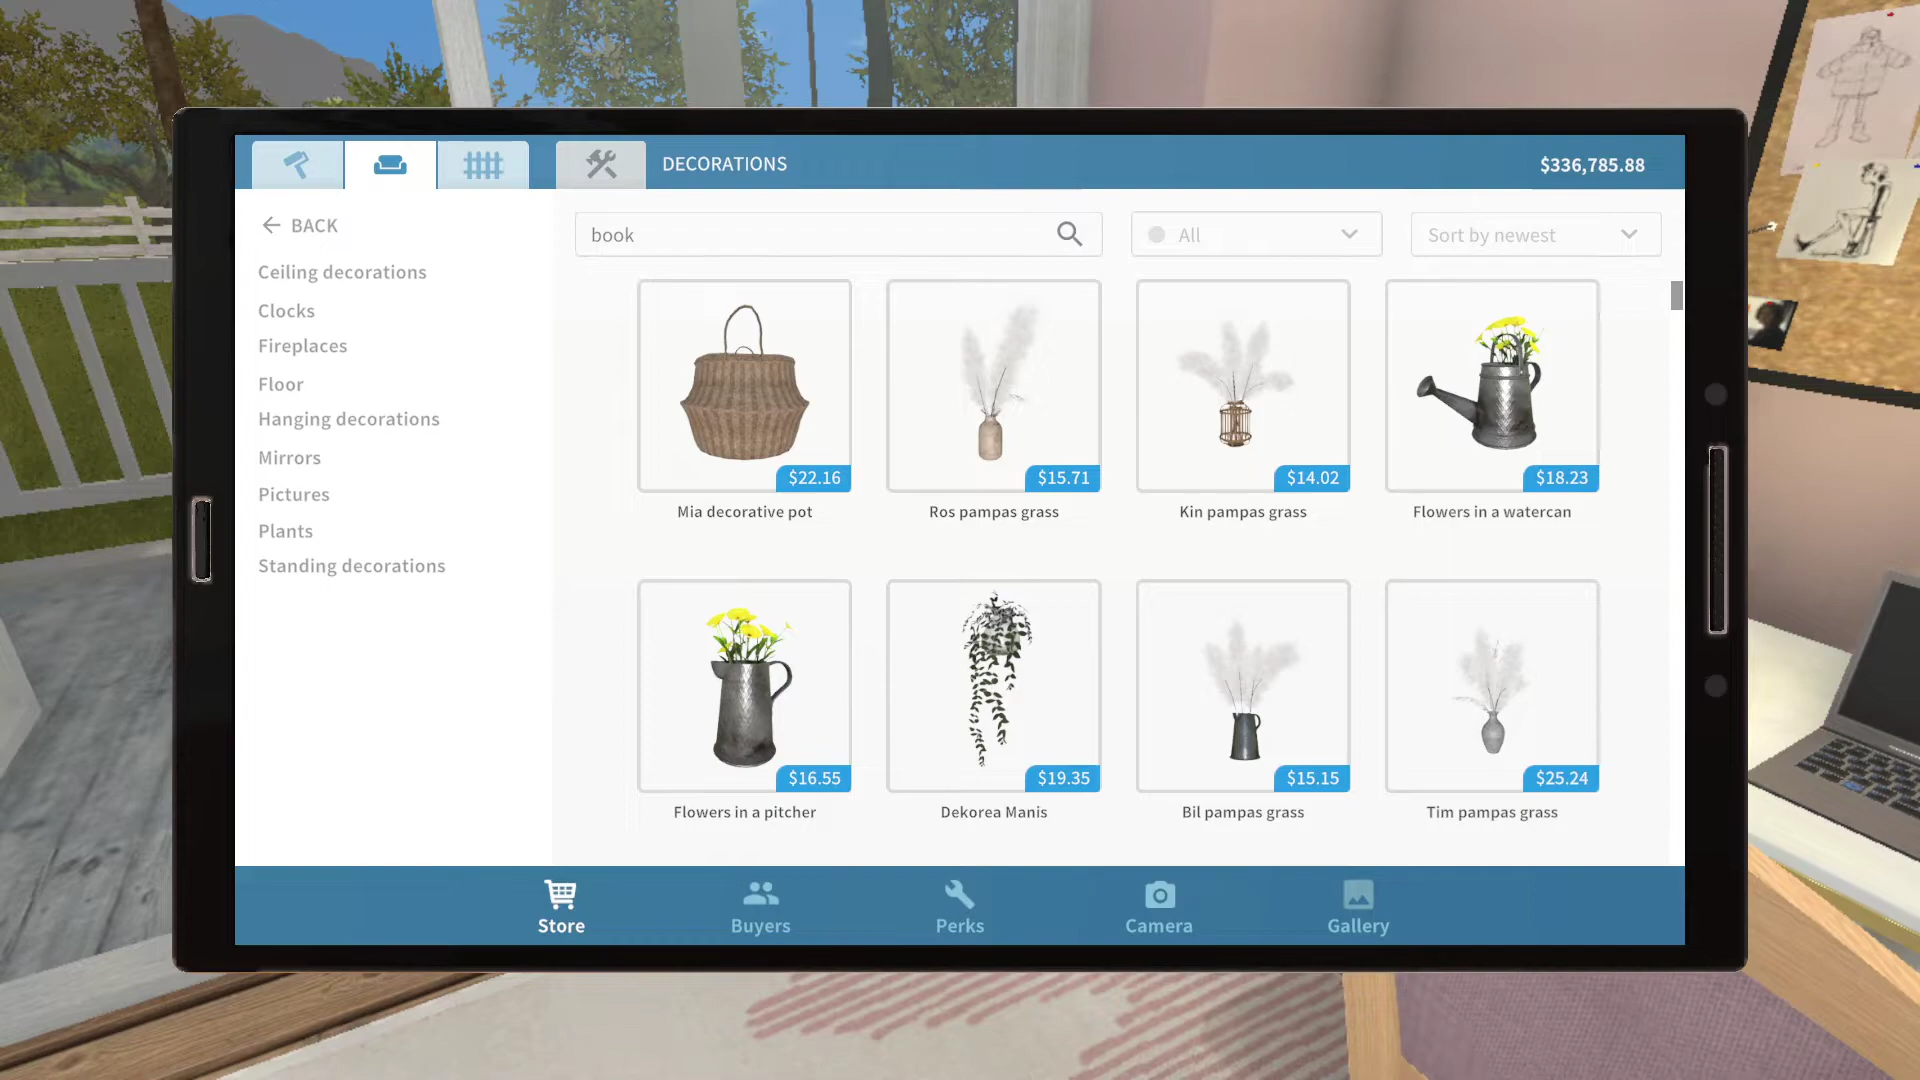 DECORATIONS
$336,785.88
BACK
book
All
Sort by newest
Ceiling decorations
Clocks
Fireplaces
Floor
Hanging decorations
Mirrors
Pictures
Plants
Standing decorations
$22.16
$15.71
$14.02
$18.23
Mia decorative pot
Ros pampas grass
Kin pampas grass
Flowers in a watercan
$16.55
$19.35
$15.15
$25.24
Flowers in a pitcher
Dekorea Manis
Bil pampas grass
Tim pampas grass
Store
Buyers
Perks
Camera
Gallery